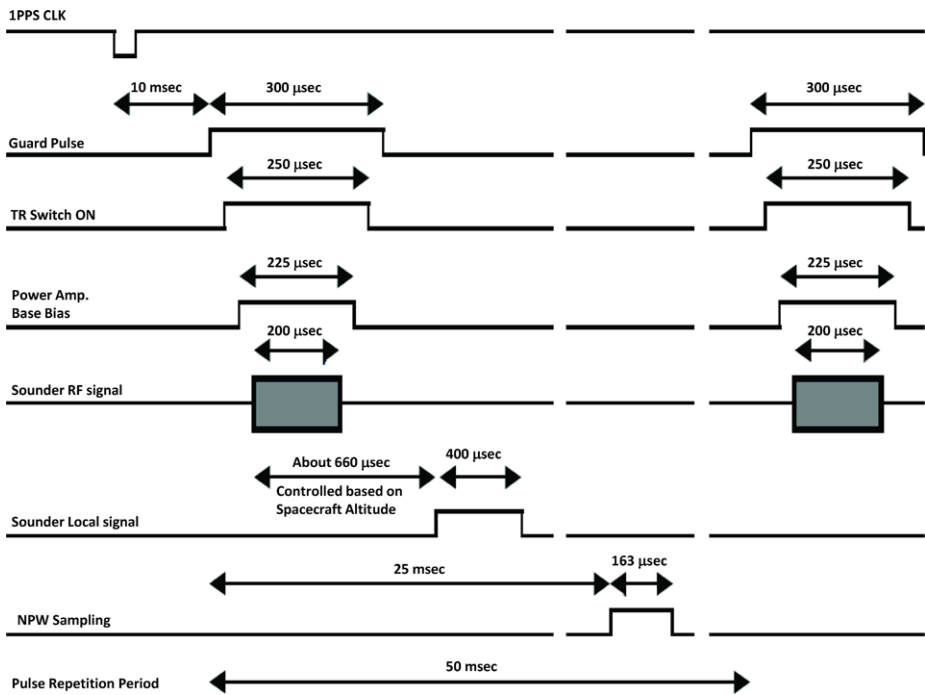 1PPS CLK
10 msec
300 µsec
300 µsec
Guard Pulse
250 µsec
250 µsec
TR Switch ON
225 µsec
225 µsec
Power Amp.
Base Bias
200 µsec
200 µsec
Sounder RF signal
About 660 µsec
400 µsec
Controlled based on
Spacecraft Altitude
Sounder Local signal
25 msec
163 µsec
NPW Sampling
50 msec
Pulse Repetition Period